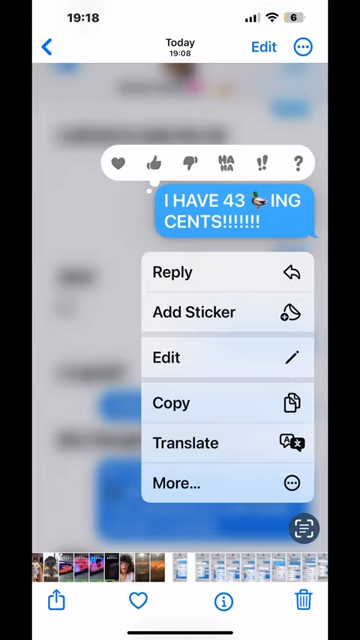 19:18
6
Today
19:08
Edit
HA
HA
!!
?
I HAVE 43 🦆ING
CENTS!!!!!!!
Reply
Add Sticker
Edit
Copy
Translate
More...